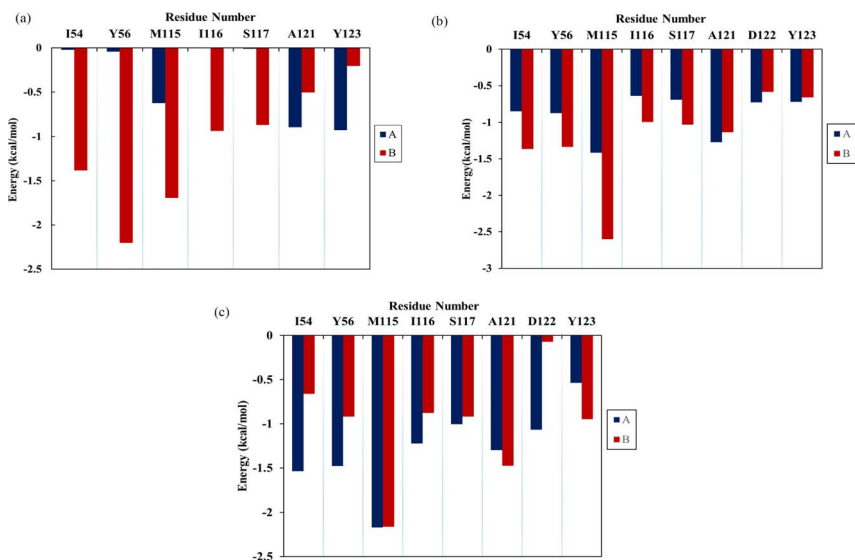 (a)
Residue Number
I54 Y56 M115 I116 S117 A121 Y123
0
-0.5
-1
-1.5
-2
-2.5
Energy (kcal/mol)
A
B
(b)
Residue Number
I54 Y56 M115 I116 S117 A121 D122 Y123
0
-0.5
-1
-1.5
-2
-2.5
-3
Energy(kcal/mol)
A
B
(c)
Residue Number
I54 Y56 M115 I116 S117 A121 D122 Y123
0
-0.5
-1
-1.5
-2
-2.5
Energy (kcal/mol)
A
B